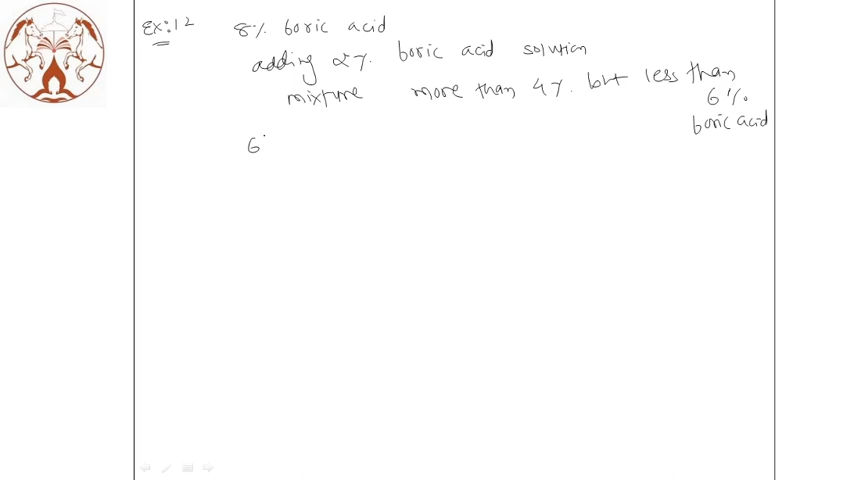 Ex:12 8% boric acid
adding 2% boric acid solution
mixture more than 4% but less than
6%
boric acid
6